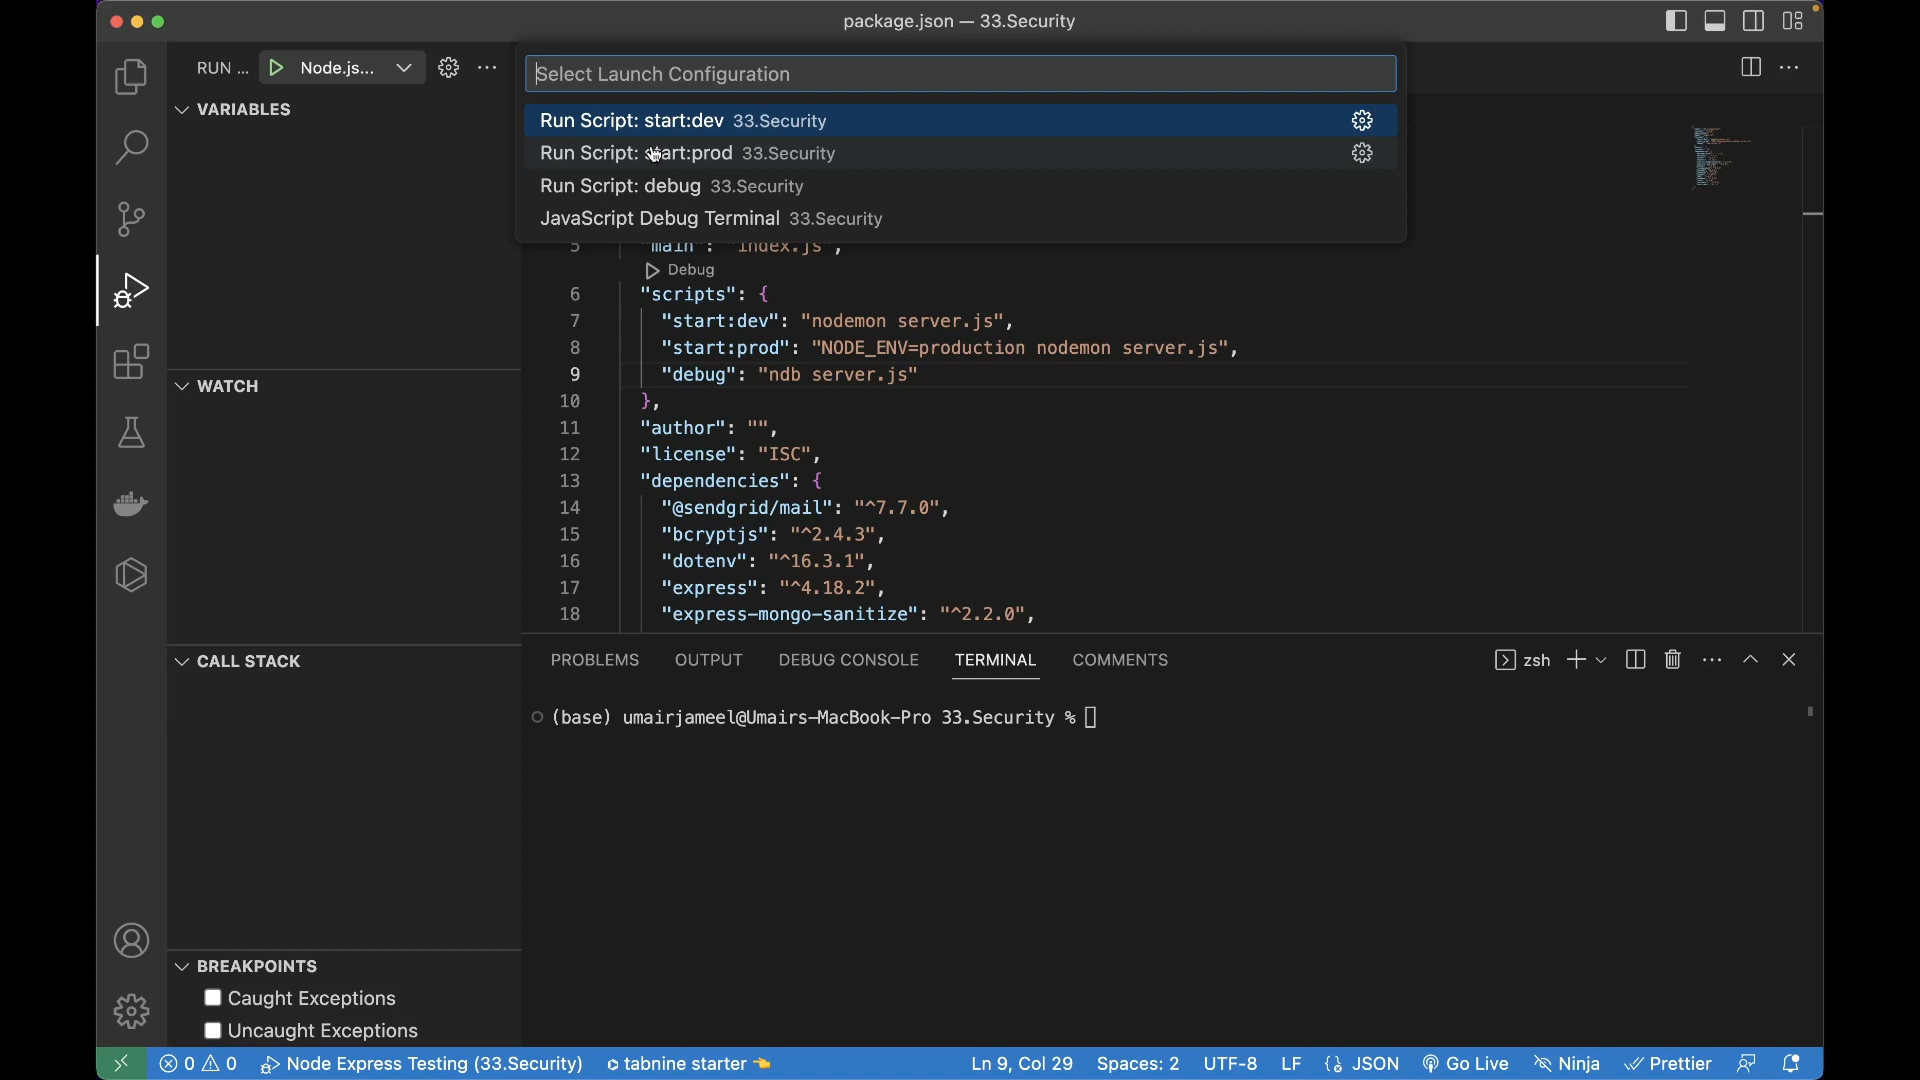 package.json — 33.Security
RUN ... Node.js...
Select Launch Configuration
Run Script: start:dev 33.Security
Run Script: start:prod 33.Security
Run Script: debug 33.Security
JavaScript Debug Terminal 33.Security
VARIABLES
WATCH
CALL STACK
BREAKPOINTS
Caught Exceptions
Uncaught Exceptions
5 "main": "index.js",
Debug
6 "scripts": {
7 "start:dev": "nodemon server.js",
8 "start:prod": "NODE_ENV=production nodemon server.js",
9 "debug": "ndb server.js"
10 },
11 "author": "",
12 "license": "ISC",
13 "dependencies": {
14 "@sendgrid/mail": "^7.7.0",
15 "bcryptjs": "^2.4.3",
16 "dotenv": "^16.3.1",
17 "express": "^4.18.2",
18 "express-mongo-sanitize": "^2.2.0",
PROBLEMS OUTPUT DEBUG CONSOLE TERMINAL COMMENTS zsh
(base) umairjameel@Umairs-MacBook-Pro 33.Security %
0 0 Node Express Testing (33.Security) tabnine starter Ln 9, Col 29 Spaces: 2 UTF-8 LF {} JSON Go Live Ninja Prettier